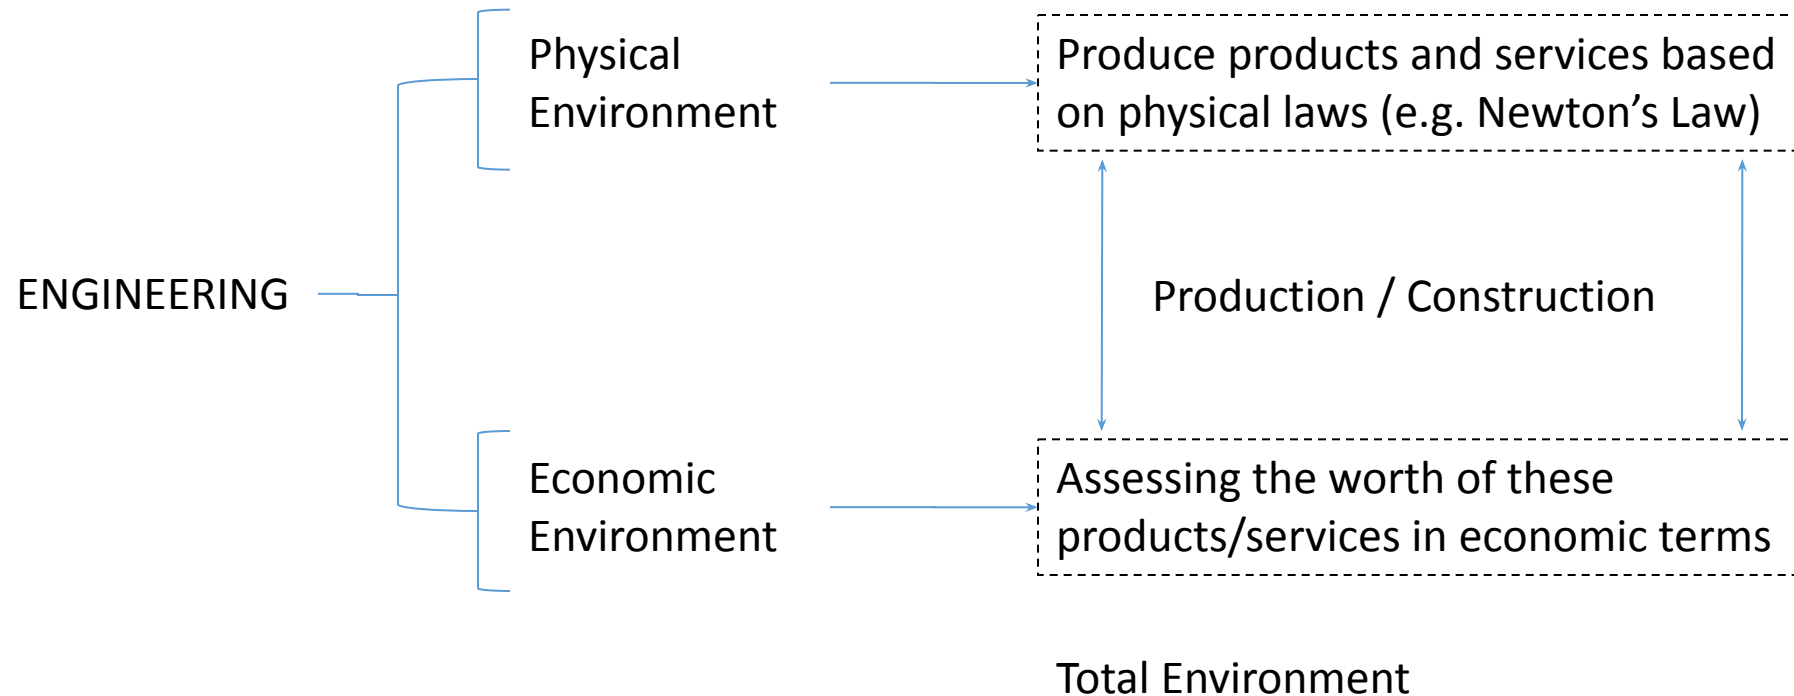 Physical
Environment
Produce products and services based
on physical laws (e.g. Newton’s Law)
ENGINEERING
Production / Construction
Economic
Environment
Assessing the worth of these
products/services in economic terms
Total Environment